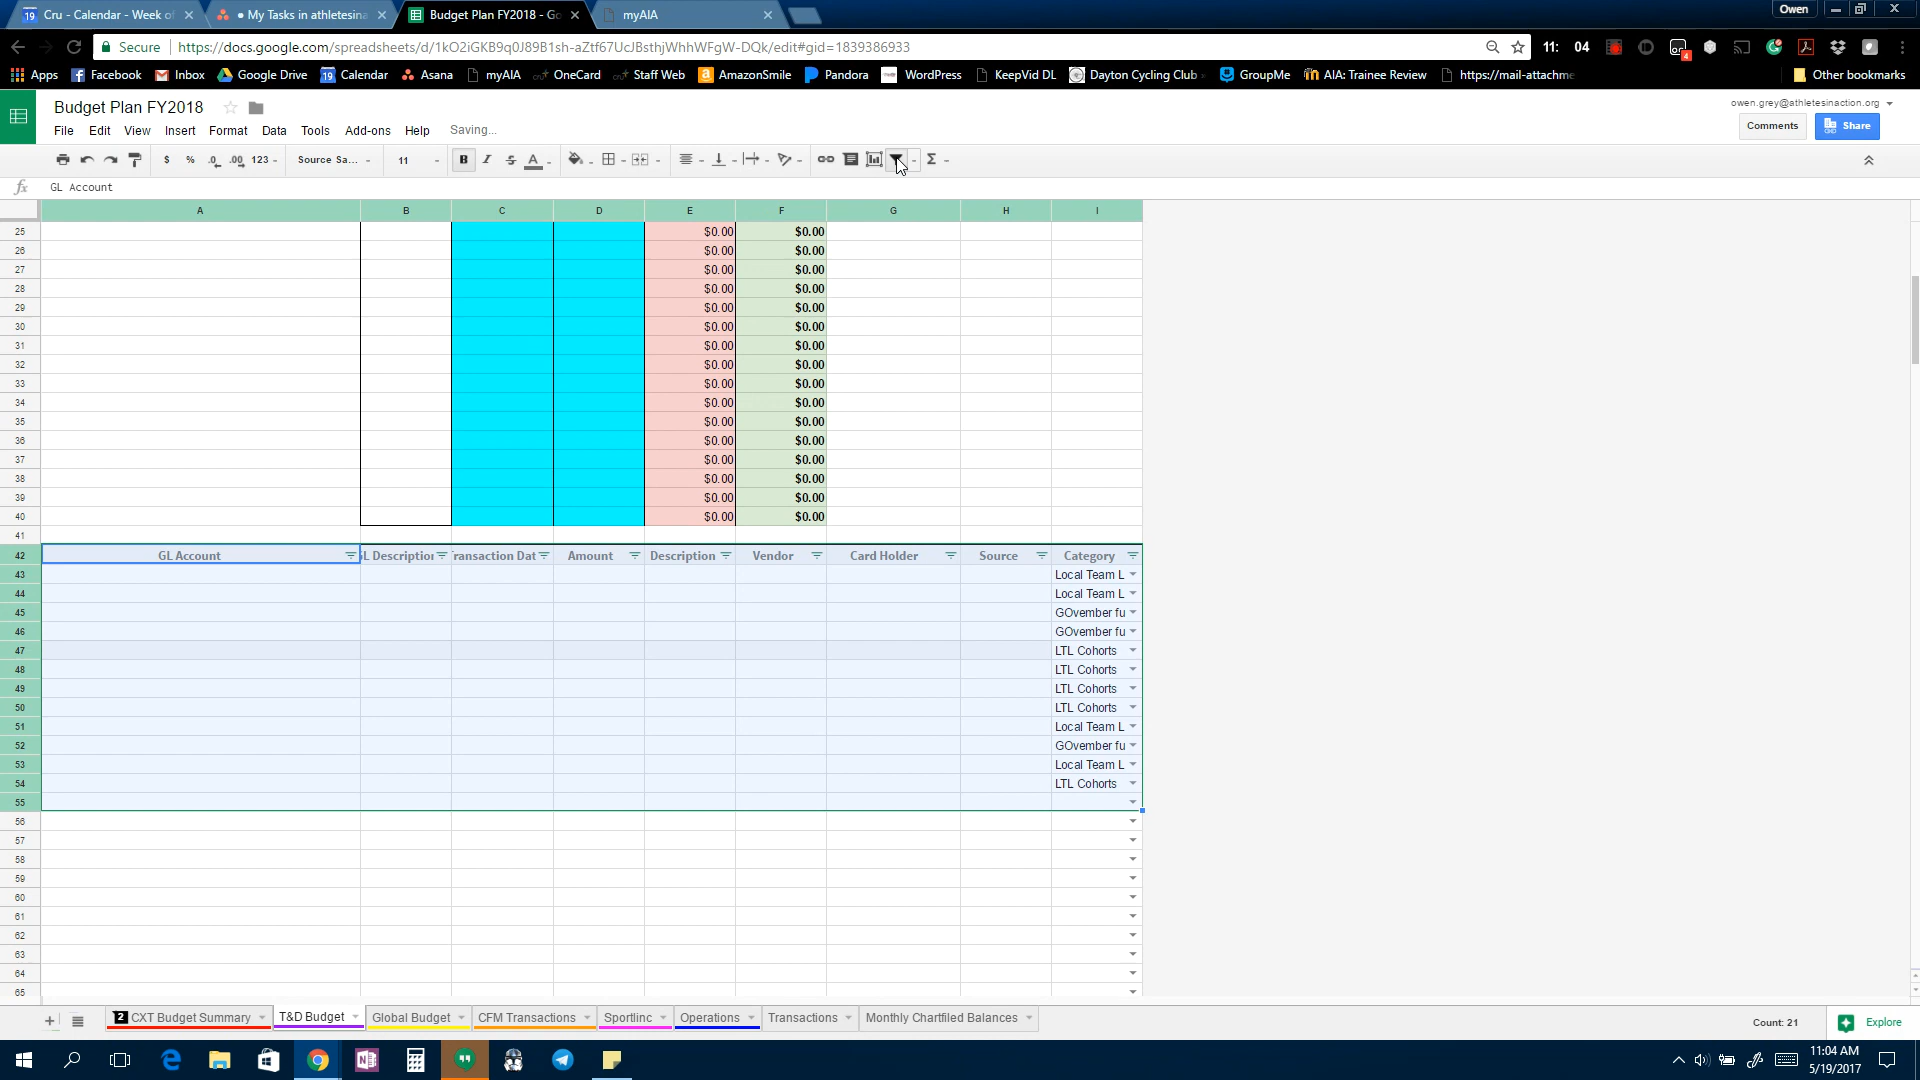 Cru - Calendar - Week of
• My Tasks in athletesina
Budget Plan FY2018 - Go
myAIA
Owen
Secure
https://docs.google.com/spreadsheets/d/1kO2iGKB9q0J89B1sh-aZtf67UcJBsthjWhhWFgW-DQk/edit#gid=1839386933
11: 04
4
Apps Facebook Inbox Google Drive Calendar Asana myAIA OneCard Staff Web AmazonSmile Pandora WordPress KeepVid DL Dayton Cycling Club GroupMe AIA: Trainee Review https://mail-attachme Other bookmarks
Budget Plan FY2018
owen.grey@athletesinaction.org
File Edit View Insert Format Data Tools Add-ons Help Saving...
Comments Share
$ % .0 .00 123 Source Sa... 11 B I S A Σ
fx GL Account
A B C D E F G H I
25 $0.00 $0.00
26 $0.00 $0.00
27 $0.00 $0.00
28 $0.00 $0.00
29 $0.00 $0.00
30 $0.00 $0.00
31 $0.00 $0.00
32 $0.00 $0.00
33 $0.00 $0.00
34 $0.00 $0.00
35 $0.00 $0.00
36 $0.00 $0.00
37 $0.00 $0.00
38 $0.00 $0.00
39 $0.00 $0.00
40 $0.00 $0.00
41
42 GL Account GL Description Transaction Dat Amount Description Vendor Card Holder Source Category
43 Local Team L
44 Local Team L
45 GOvember fu
46 GOvember fu
47 LTL Cohorts
48 LTL Cohorts
49 LTL Cohorts
50 LTL Cohorts
51 Local Team L
52 GOvember fu
53 Local Team L
54 LTL Cohorts
55
56
57
58
59
60
61
62
63
64
65
2 CXT Budget Summary T&D Budget Global Budget CFM Transactions Sportlinc Operations Transactions Monthly Chartfiled Balances Count: 21 Explore
11:04 AM
5/19/2017